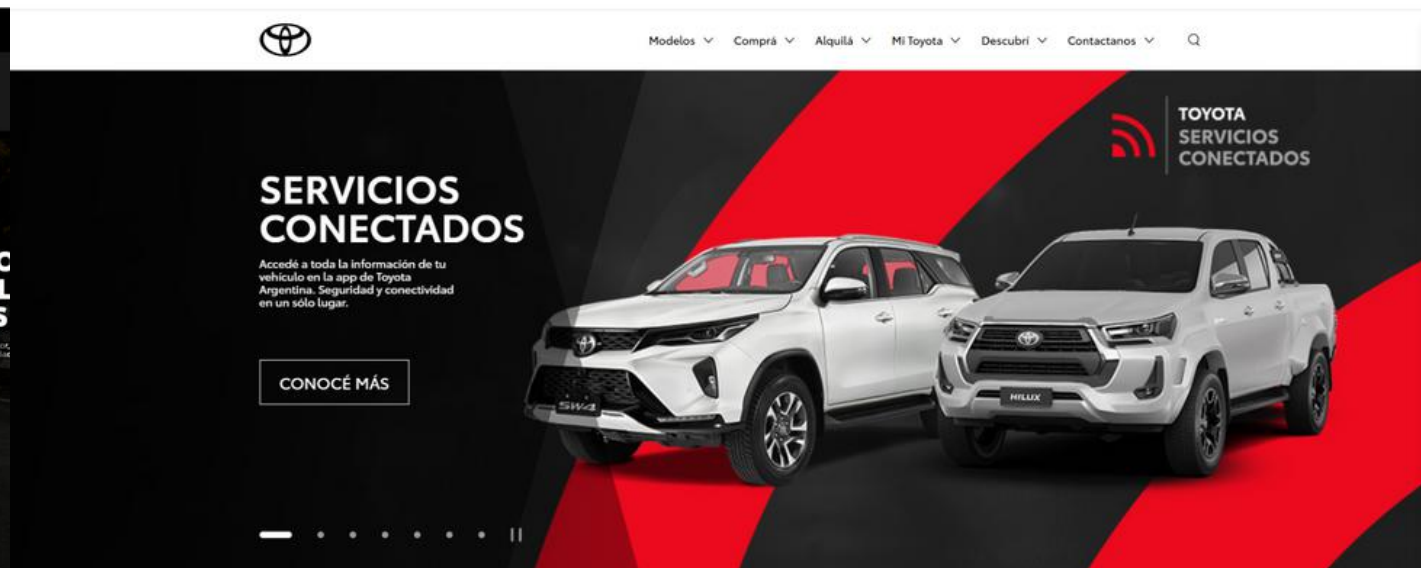 Modelos Comprá Alquilá Mi Toyota Descubrí Contactanos
TOYOTA
SERVICIOS
CONECTADOS
SERVICIOS
CONECTADOS
Accedé a toda la información de tu
vehículo en la app de Toyota
Argentina. Seguridad y conectividad
en un sólo lugar.
CONOCÉ MÁS
SW4
HILUX